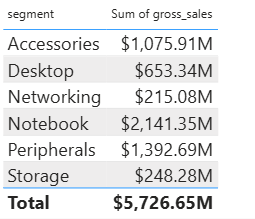 segment Sum of gross_sales
Accessories $1,075.91M
Desktop $653.34M
Networking $215.08M
Notebook $2,141.35M
Peripherals $1,392.69M
Storage $248.28M
Total $5,726.65M